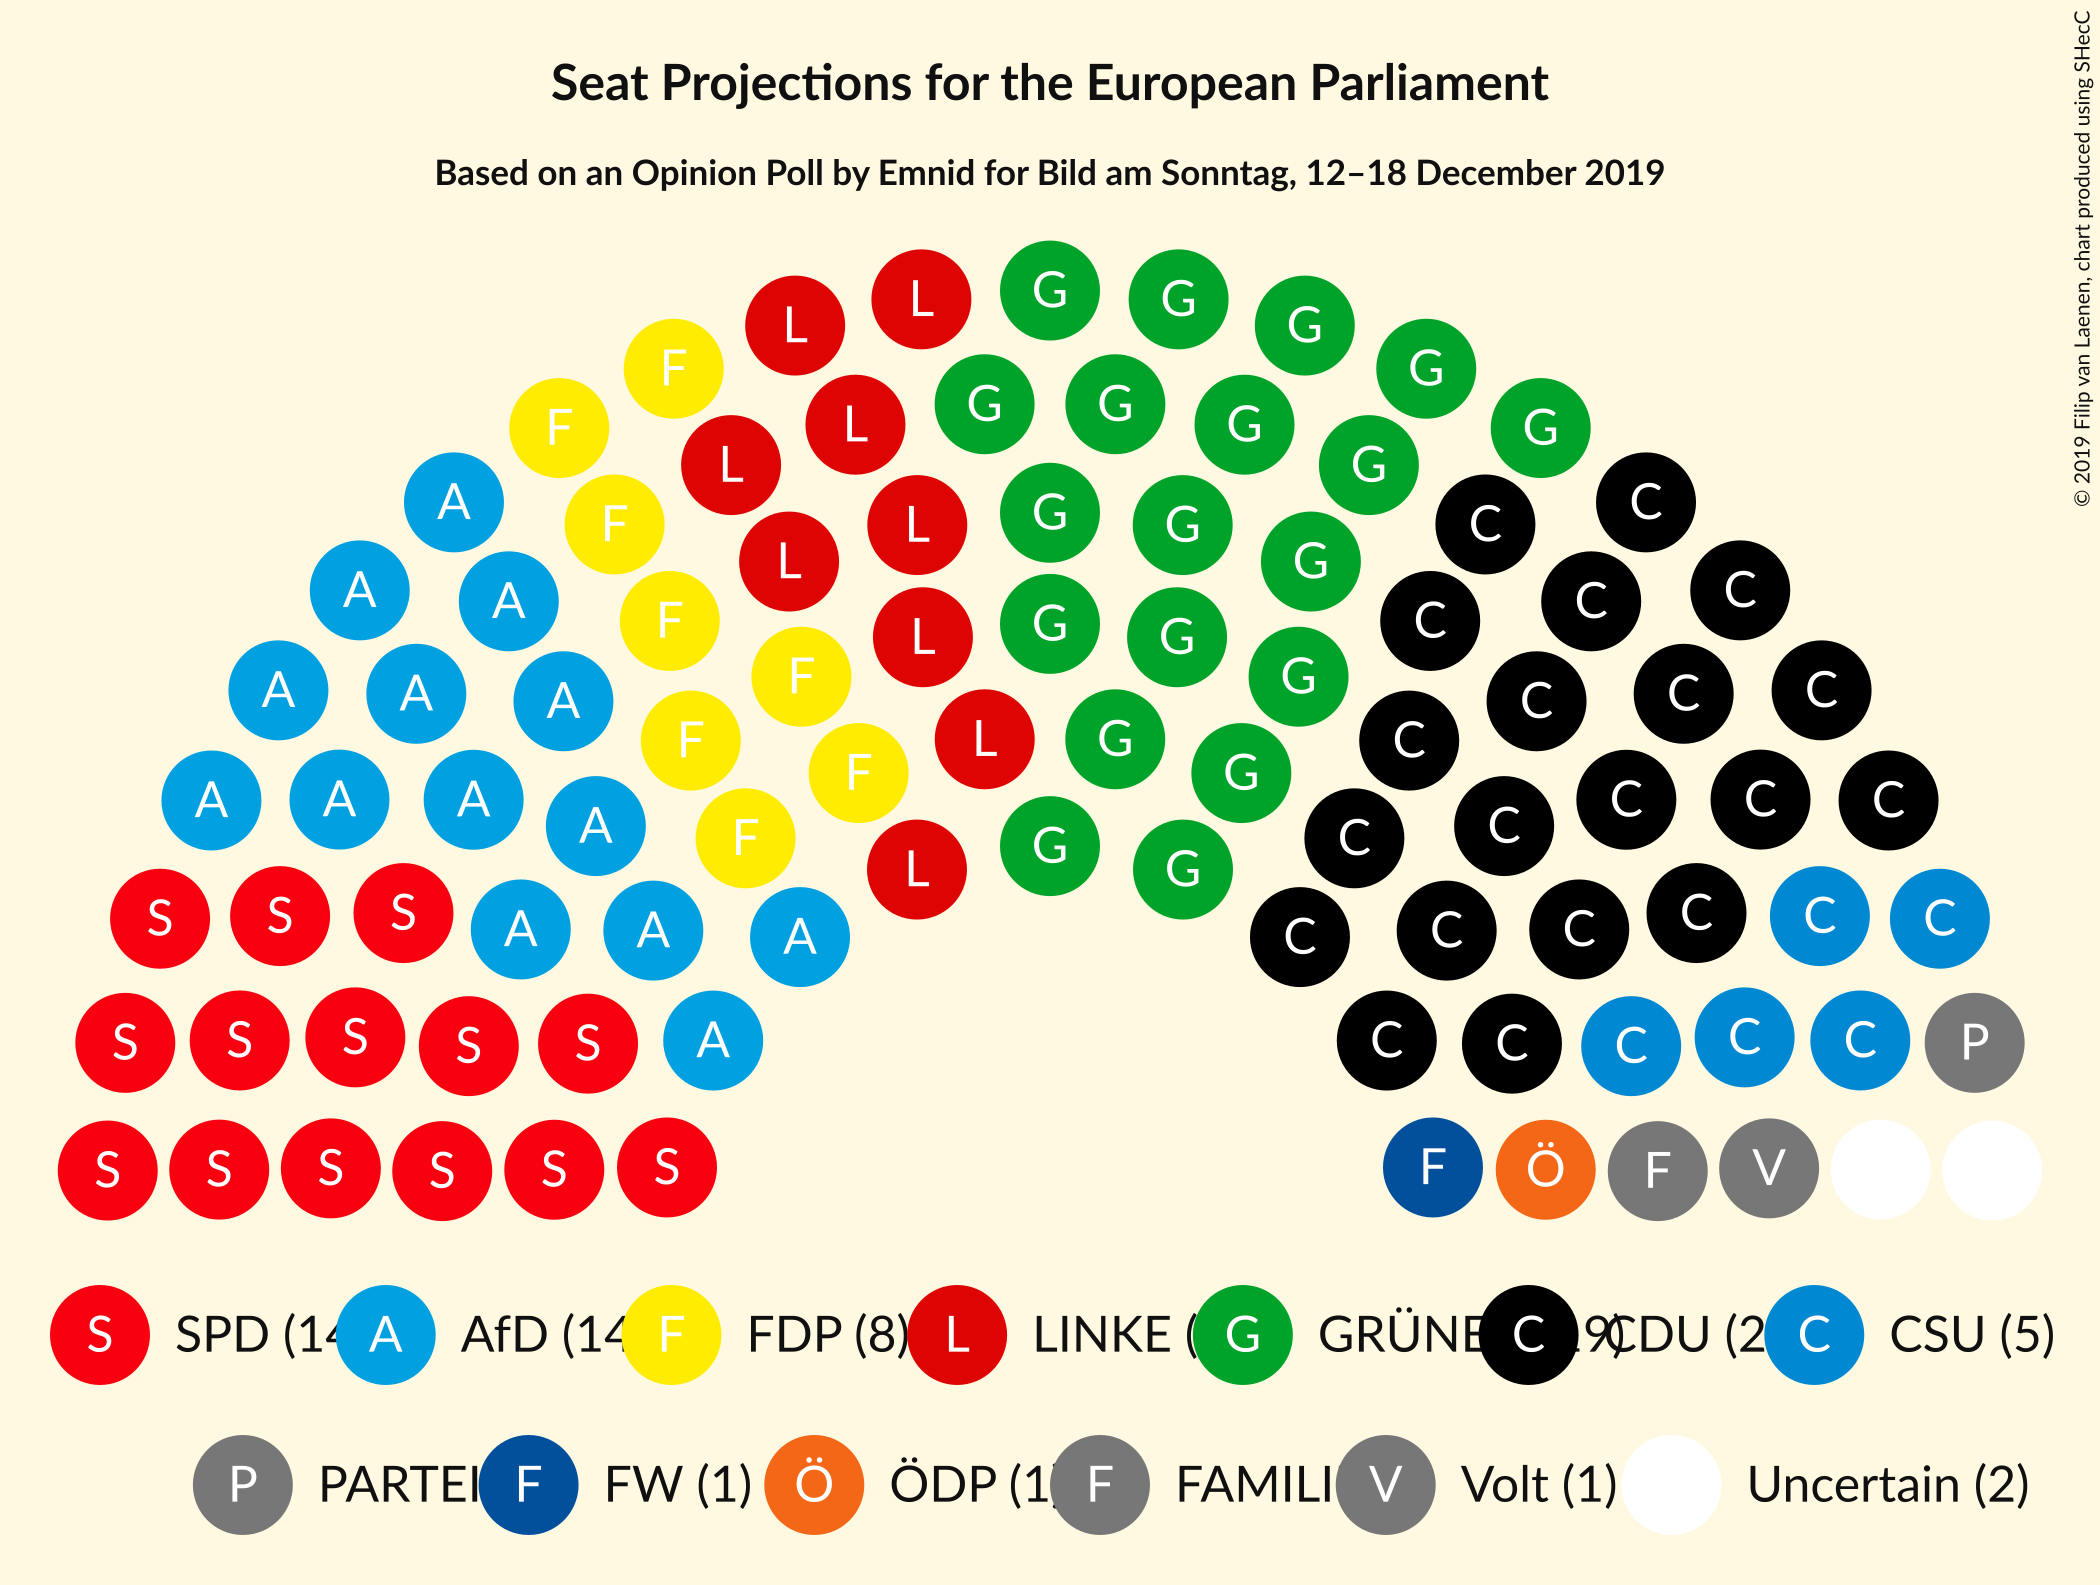 Seat Projections for the European Parliament
Based on an Opinion Poll by Emnid for Bild am Sonntag, 12–18 December 2019
© 2019 Filip van Laenen, chart produced using SHecC
L L G G G
F G
F L G G G G
A F L G C C
A A F L L G G G C C C
A A A F F L G G G C C C C
A A A A F F L G G C C C C C
S S S A A A F L G G C C C C C C C
S S S S S A C C C C C P
S S S S S S F Ö F V
S SPD (14 A AfD (14 F FDP (8) L LINKE ( G GRÜNE C 9) CDU (2 C CSU (5)
P PARTEI F FW (1) Ö ÖDP (1 F FAMILI V Volt (1) Uncertain (2)